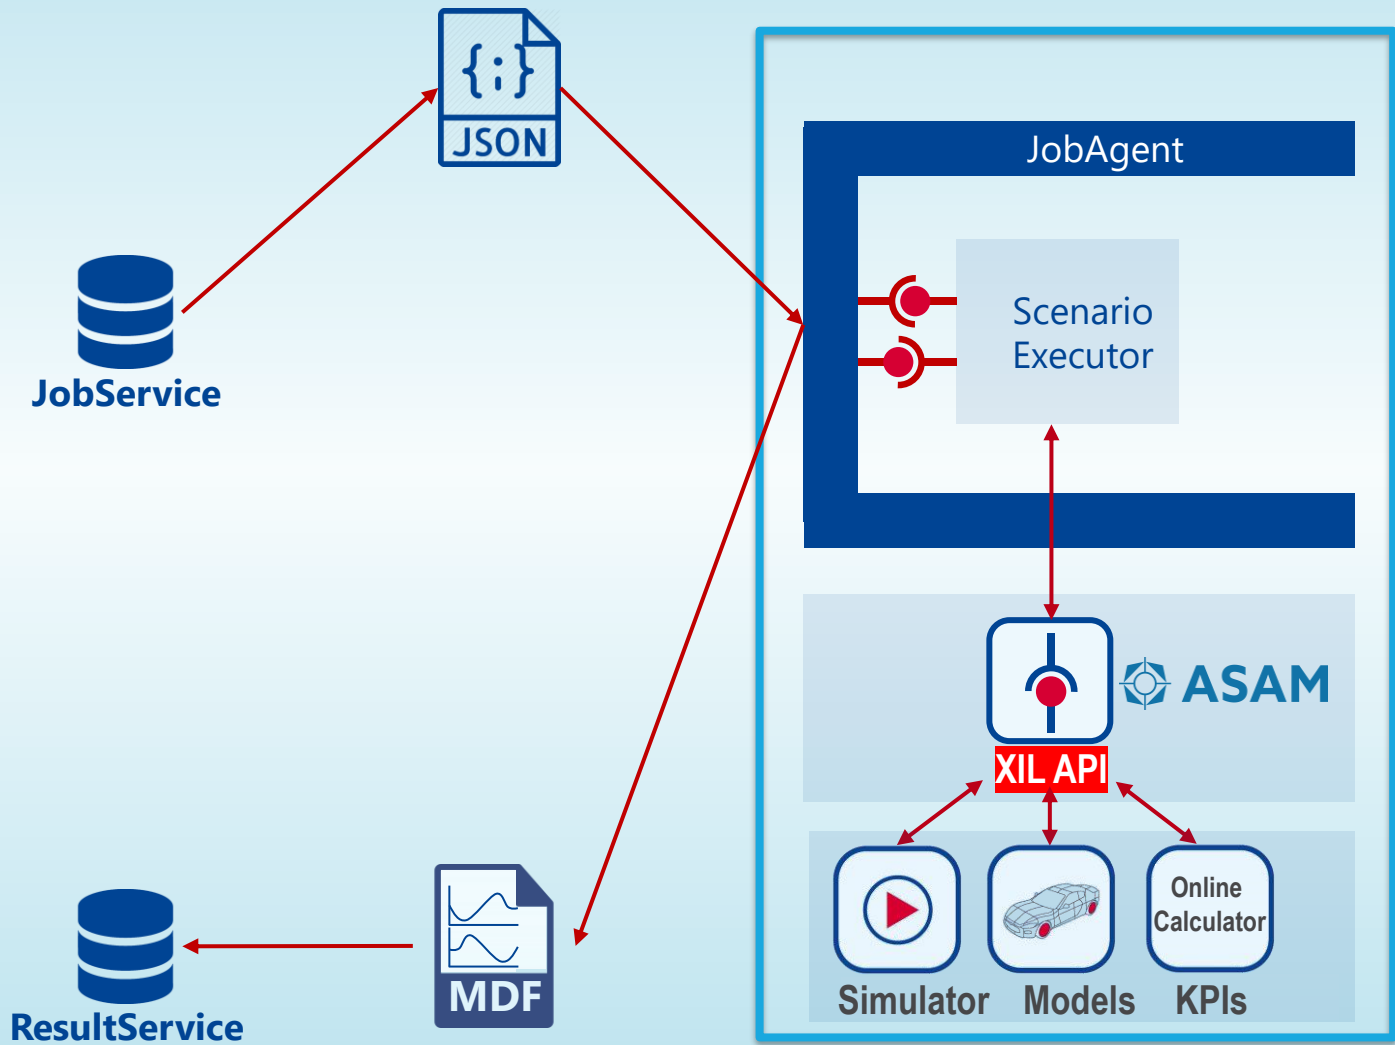 {;}
JSON
JobAgent
Scenario
Executor
JobService
ASAM
XIL API
Online
Calculator
MDF
Simulator Models KPIs
ResultService